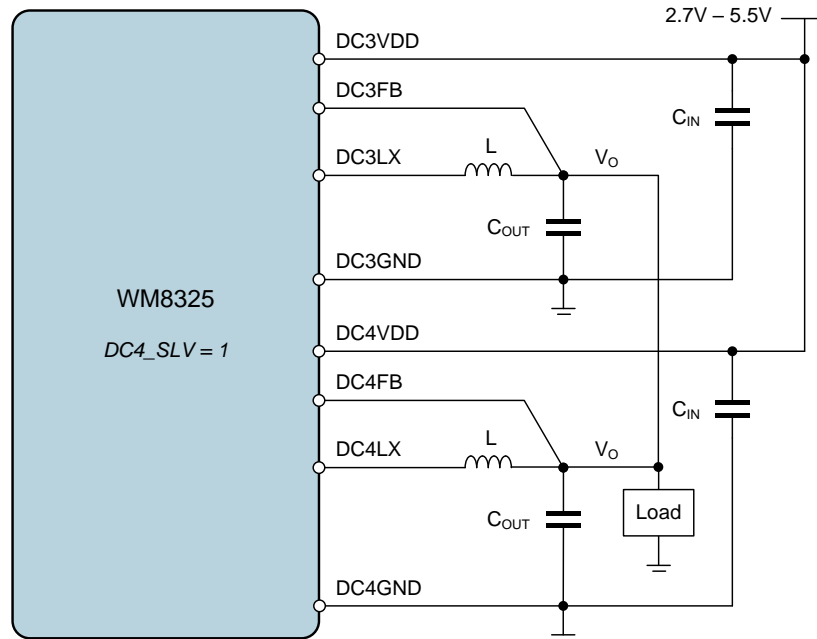 2.7V – 5.5V
DC3VDD
DC3FB
C_IN
DC3LX
L
V_O
C_OUT
DC3GND
WM8325
DC4_SLV = 1
DC4VDD
DC4FB
C_IN
DC4LX
L
V_O
C_OUT
Load
DC4GND